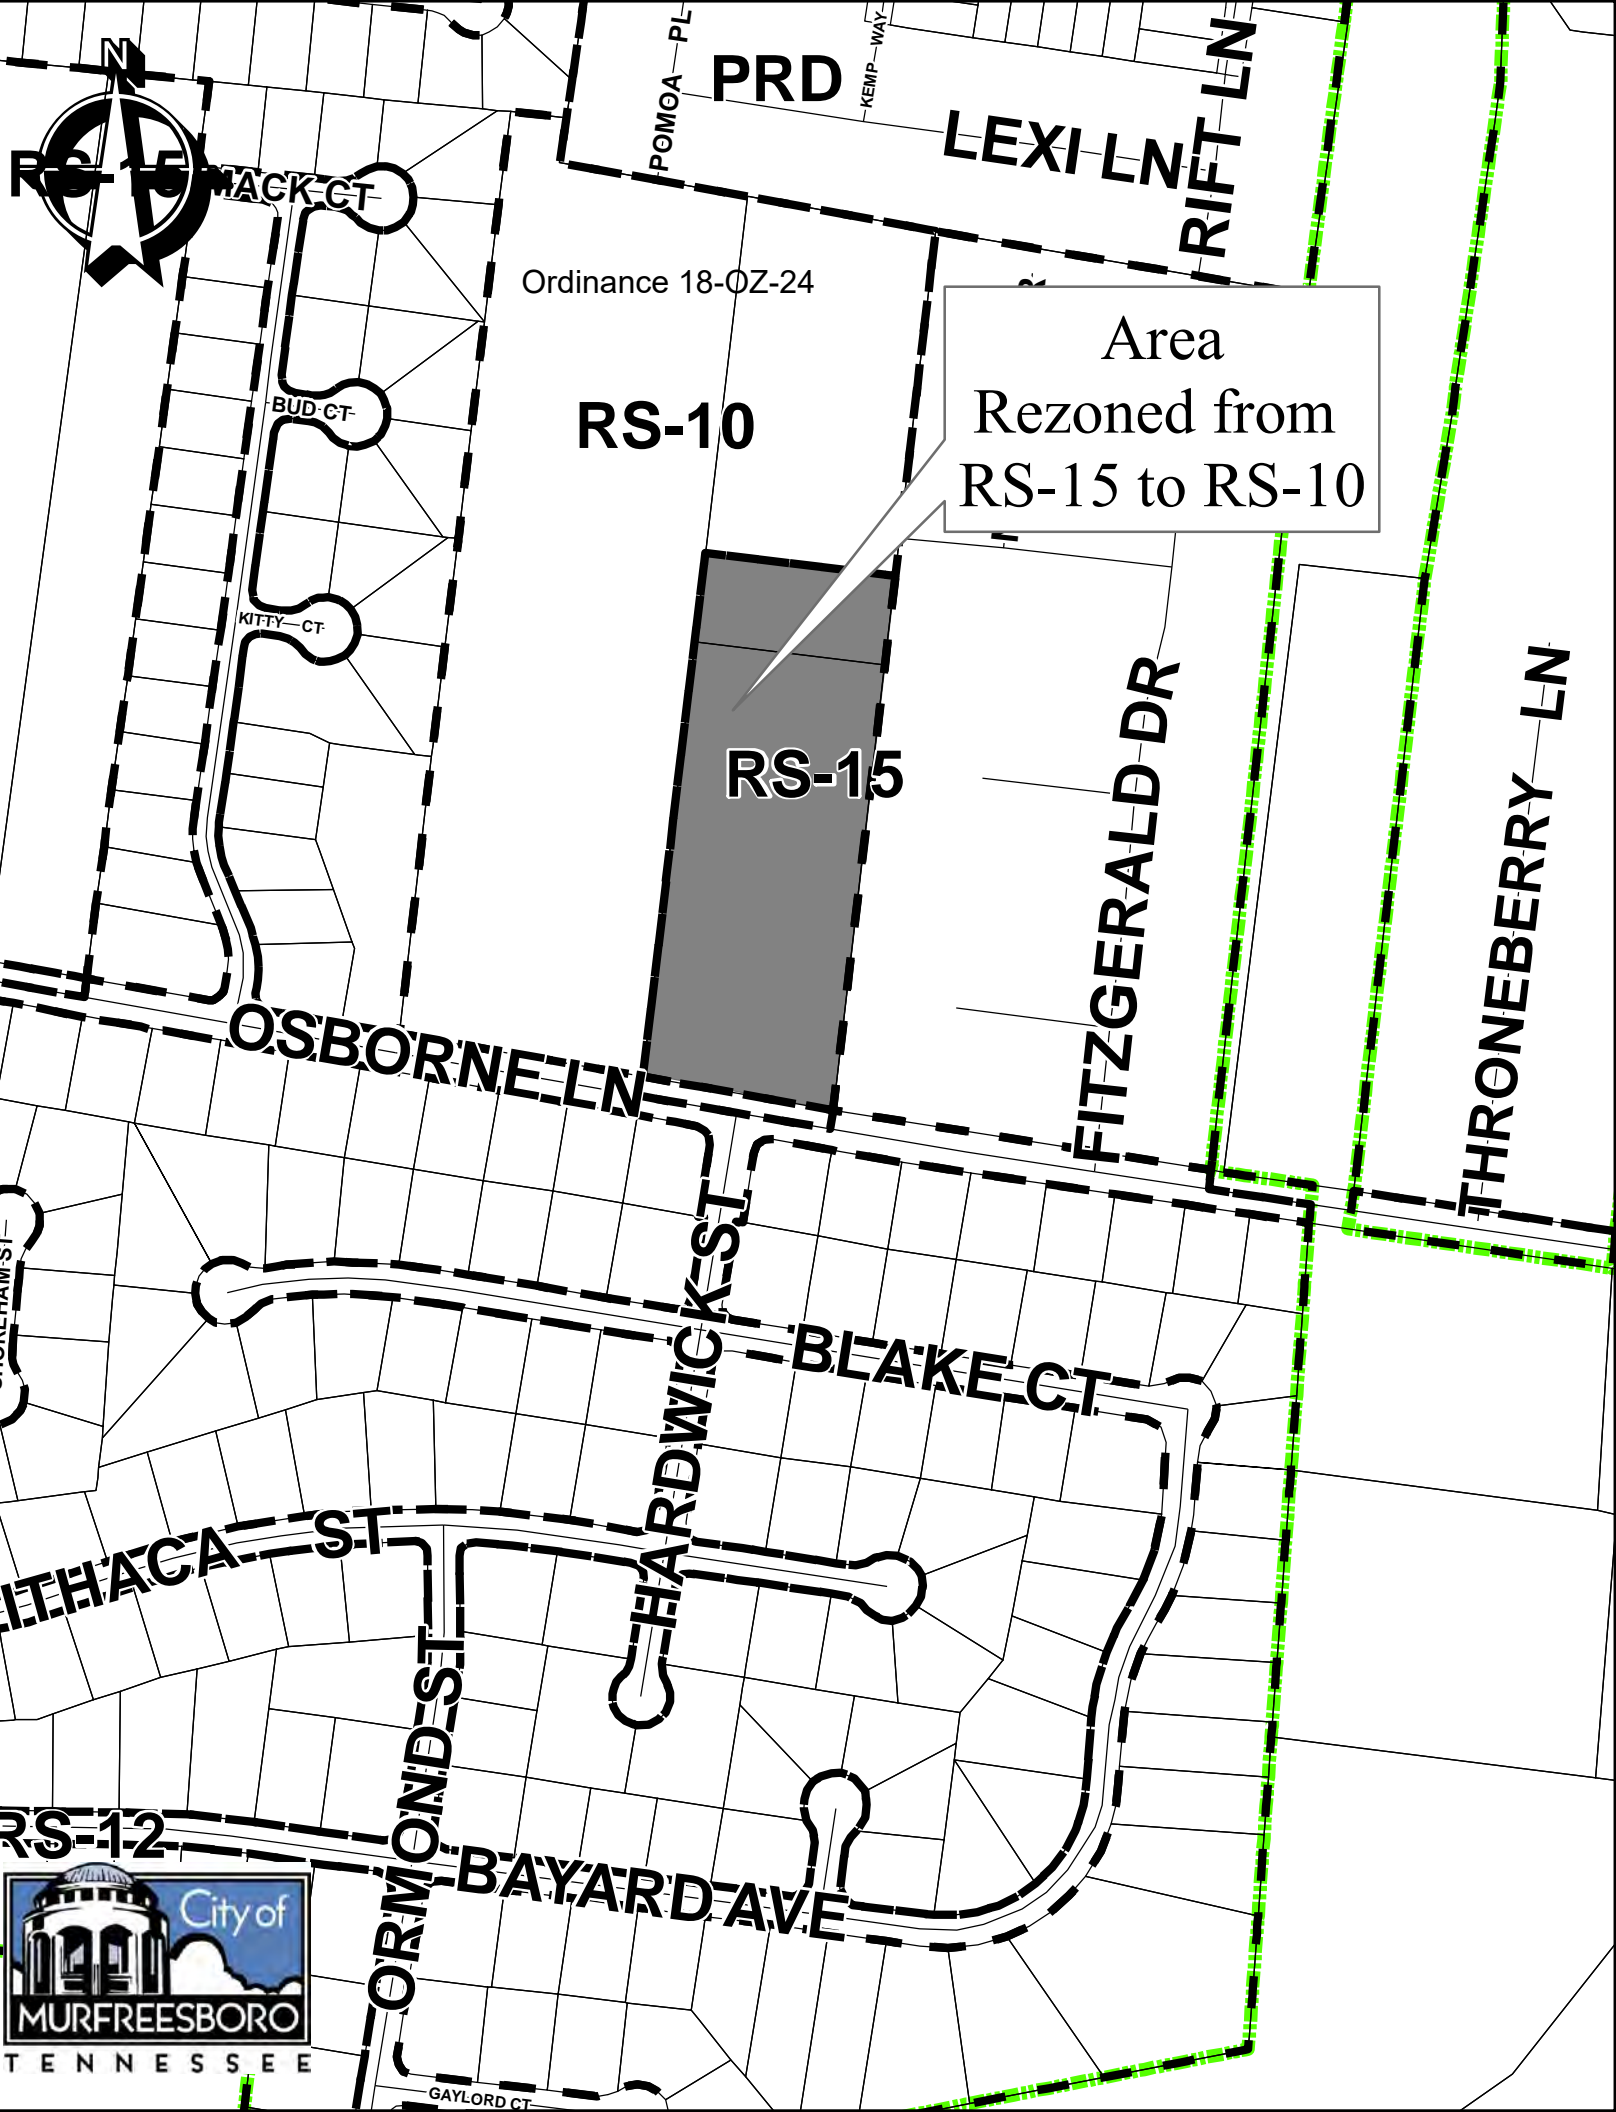 N
POMOA PL
PRD
KEMP WAY
LEXI LN
RIFT LN
RS-15
MACK CT
Ordinance 18-OZ-24
Area
Rezoned from
RS-15 to RS-10
BUD CT
RS-10
KITTY CT
RS-15
FITZGERALD DR
THRONEBERRY LN
OSBORNE LN
HARDWICK ST
BLAKE CT
ITHACA ST
ORMOND ST
RS-12
BAYARD AVE
City of
MURFREESBORO
TENNESSEE
GAYLORD CT